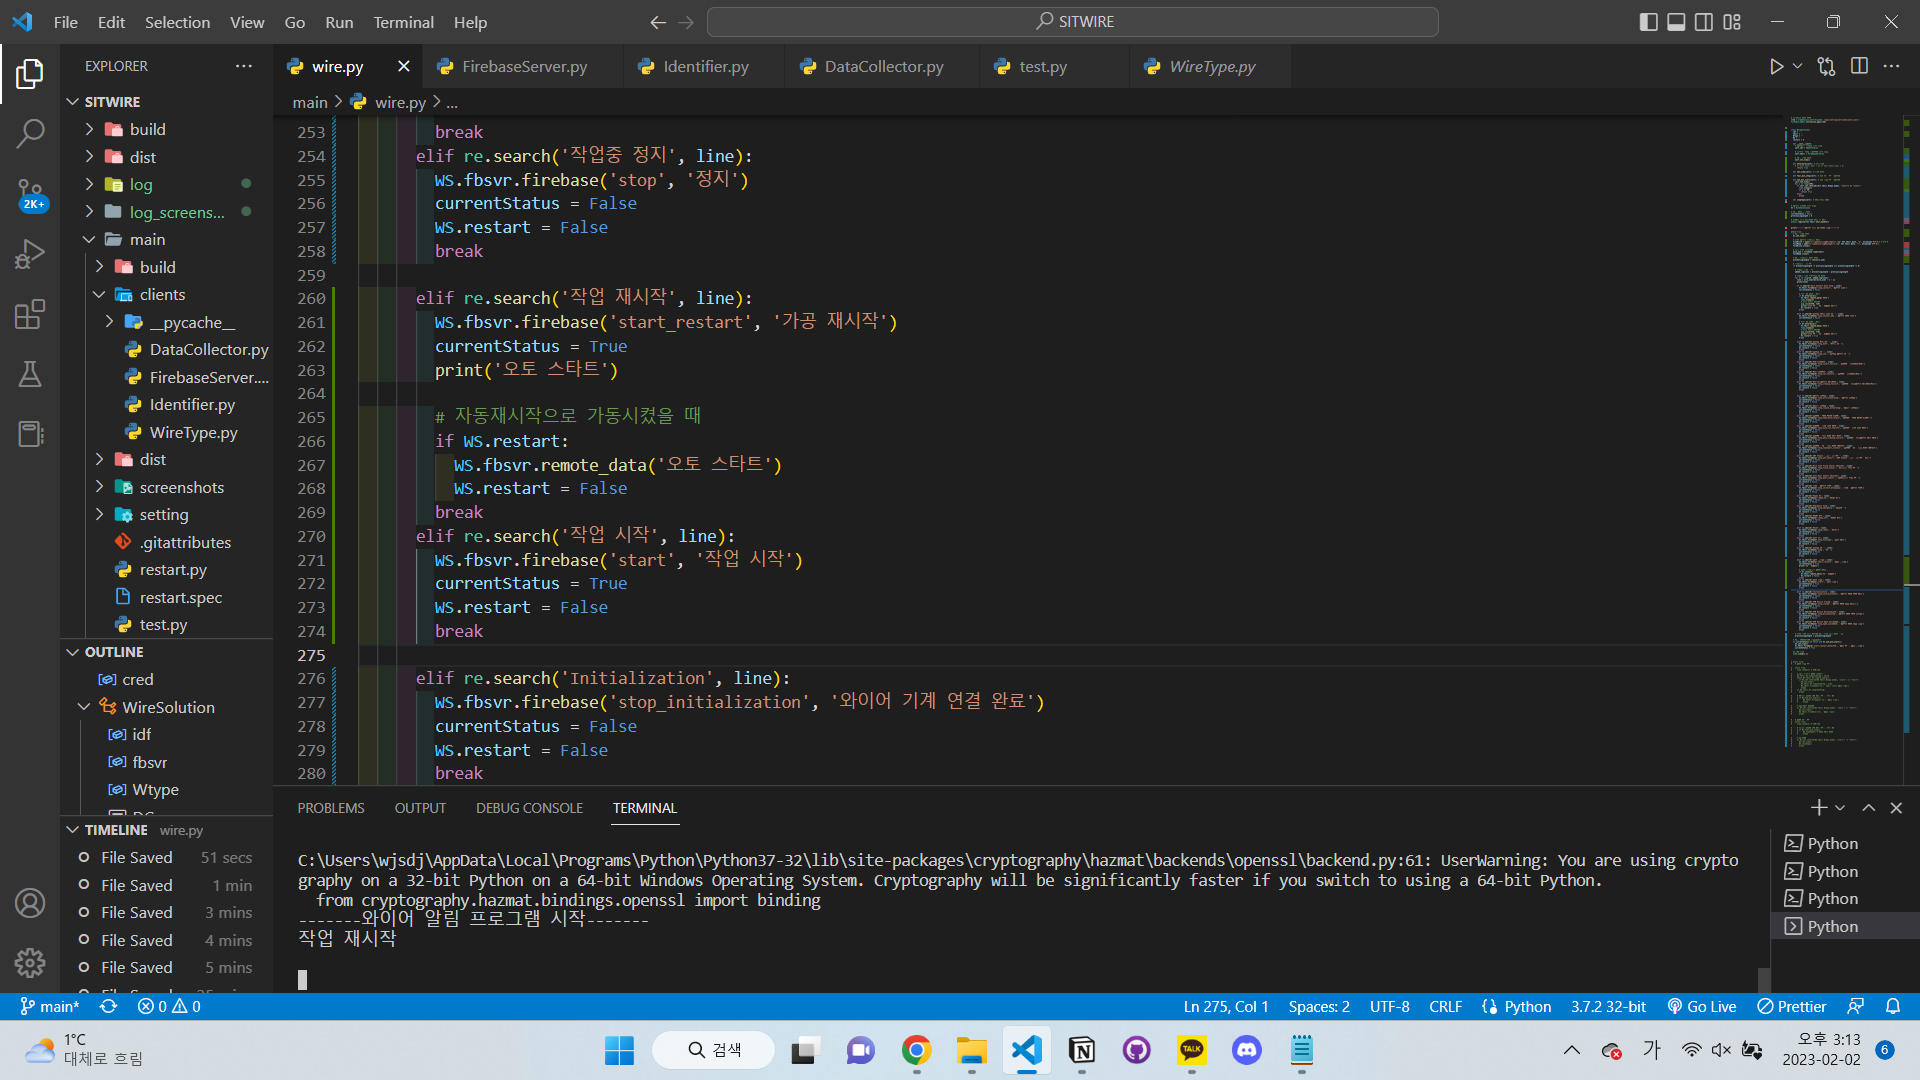 File Edit Selection View Go Run Terminal Help
SITWIRE
EXPLORER
wire.py
FirebaseServer.py
Identifier.py
DataCollector.py
test.py
WireType.py
main > wire.py > ...
SITWIRE
build
dist
log
log_screens...
2K+
main
build
clients
__pycache__
DataCollector.py
FirebaseServer....
Identifier.py
WireType.py
dist
screenshots
setting
.gitattributes
restart.py
restart.spec
test.py
OUTLINE
cred
WireSolution
idf
fbsvr
Wtype
TIMELINE wire.py
File Saved 51 secs
File Saved 1 min
File Saved 3 mins
File Saved 4 mins
File Saved 5 mins
253 break
254 elif re.search('작업중 정지', line):
255 WS.fbsvr.firebase('stop', '정지')
256 currentStatus = False
257 WS.restart = False
258 break
259
260 elif re.search('작업 재시작', line):
261 WS.fbsvr.firebase('start_restart', '가공 재시작')
262 currentStatus = True
263 print('오토 스타트')
264
265 # 자동재시작으로 가동시켰을 때
266 if WS.restart:
267 WS.fbsvr.remote_data('오토 스타트')
268 WS.restart = False
269 break
270 elif re.search('작업 시작', line):
271 WS.fbsvr.firebase('start', '작업 시작')
272 currentStatus = True
273 WS.restart = False
274 break
275
276 elif re.search('Initialization', line):
277 WS.fbsvr.firebase('stop_initialization', '와이어 기계 연결 완료')
278 currentStatus = False
279 WS.restart = False
280 break
PROBLEMS OUTPUT DEBUG CONSOLE TERMINAL
C:\Users\wjsdj\AppData\Local\Programs\Python\Python37-32\lib\site-packages\cryptography\hazmat\backends\openssl\backend.py:61: UserWarning: You are using crypto
graphy on a 32-bit Python on a 64-bit Windows Operating System. Cryptography will be significantly faster if you switch to using a 64-bit Python.
from cryptography.hazmat.bindings.openssl import binding
-------와이어 알림 프로그램 시작-------
작업 재시작
Python
Python
Python
Python
main* 0 0
Ln 275, Col 1 Spaces: 2 UTF-8 CRLF Python 3.7.2 32-bit Go Live Prettier
1°C
대체로 흐림
검색
TALK
가
오후 3:13
2023-02-02
6